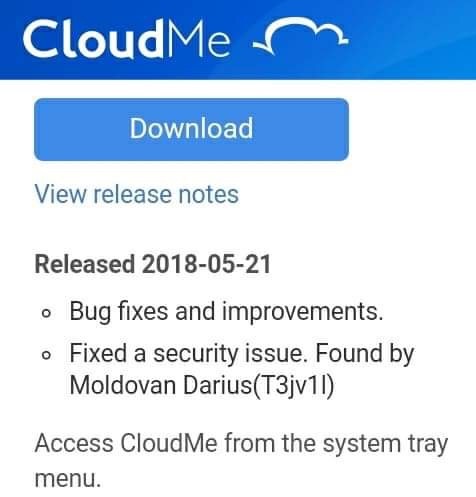 CloudMe
Download
View release notes
Released 2018-05-21
Bug fixes and improvements.
Fixed a security issue. Found by
Moldovan Darius(T3jv1l)
Access CloudMe from the system tray
menu.